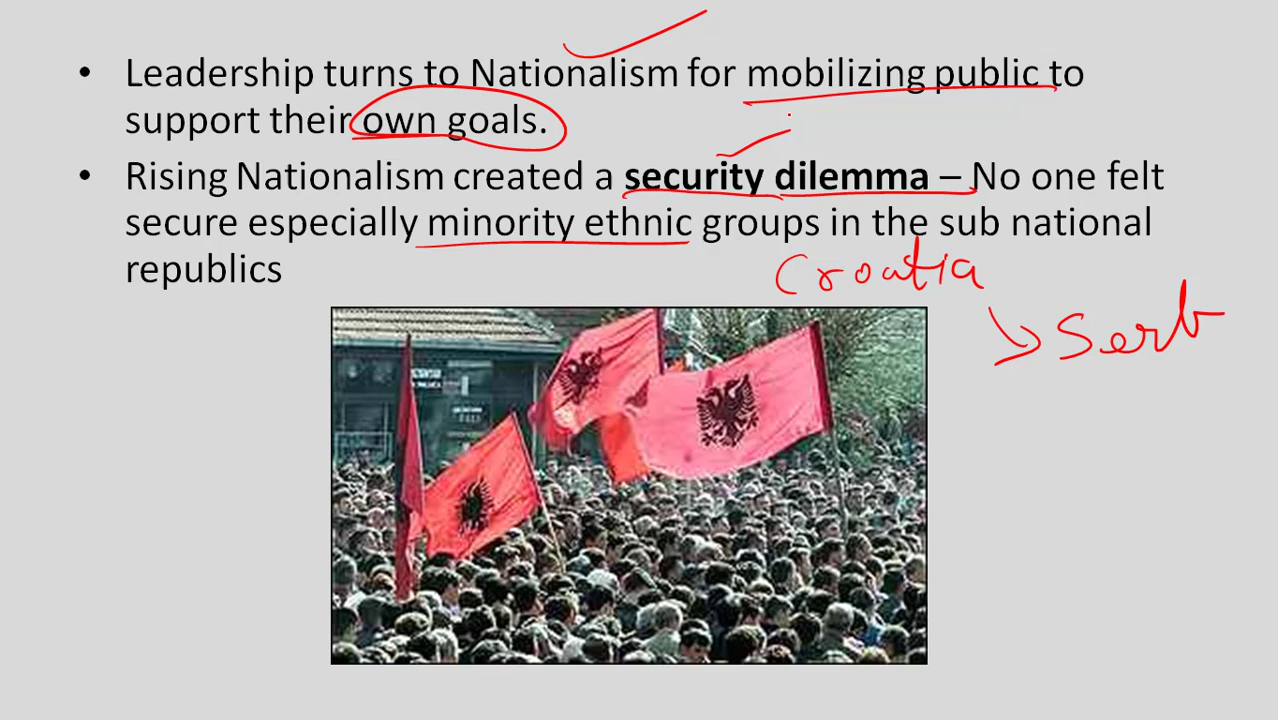 • Leadership turns to Nationalism for mobilizing public to
support their own goals.
• Rising Nationalism created a security dilemma – No one felt
secure especially minority ethnic groups in the sub national
republics
Croatia
Serb